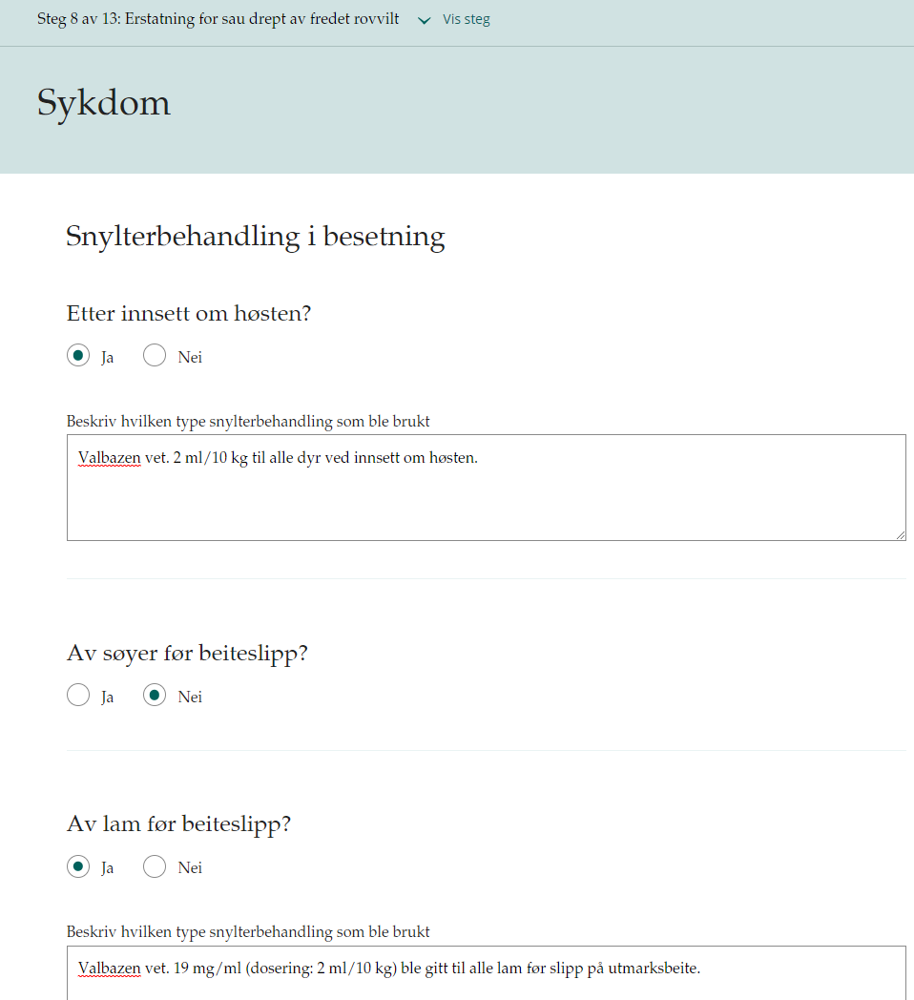 Steg 8 av 13: Erstatning for sau drept av fredet rovvilt Vis steg
Sykdom
Snylterbehandling i besetning
Etter innsett om høsten?
Ja Nei
Beskriv hvilken type snylterbehandling som ble brukt
Valbazen vet. 2 ml/10 kg til alle dyr ved innsett om høsten.
Av søyer før beiteslipp?
Ja Nei
Av lam før beiteslipp?
Ja Nei
Beskriv hvilken type snylterbehandling som ble brukt
Valbazen vet. 19 mg/ml (dosering: 2 ml/10 kg) ble gitt til alle lam før slipp på utmarksbeite.